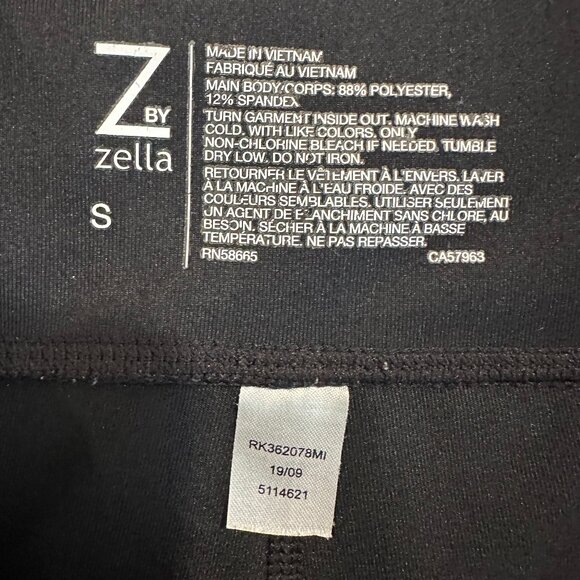 Z BY
zella
S
MADE IN VIETNAM
FABRIQUÉ AU VIETNAM
MAIN BODY/CORPS: 88% POLYESTER,
12% SPANDEX
TURN GARMENT INSIDE OUT. MACHINE WASH
COLD. WITH LIKE COLORS. ONLY
NON-CHLORINE BLEACH IF NEEDED. TUMBLE
DRY LOW. DO NOT IRON.
RETOURNER LE VÊTEMENT À L'ENVERS. LAVER
À LA MACHINE À L'EAU FROIDE. AVEC DES
COULEURS SEMBLABLES. UTILISER SEULEMENT
UN AGENT DE BLANCHIMENT SANS CHLORE, AU
BESOIN. SÉCHER À LA MACHINE À BASSE
TEMPÉRATURE. NE PAS REPASSER.
RN58665 CA57963
RK362078MI
19/09
5114621